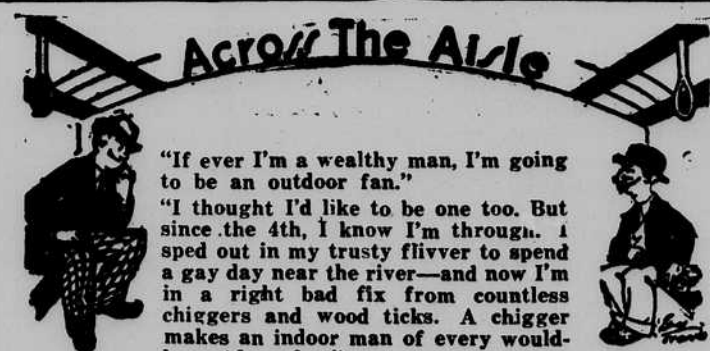 Across The Aisle
"If ever I'm a wealthy man, I'm going
to be an outdoor fan."
"I thought I'd like to be one too. But
since the 4th, I know I'm through. I
sped out in my trusty flivver to spend
a gay day near the river—and now I'm
in a right bad fix from countless
chiggers and wood ticks. A chigger
makes an indoor man of every would-